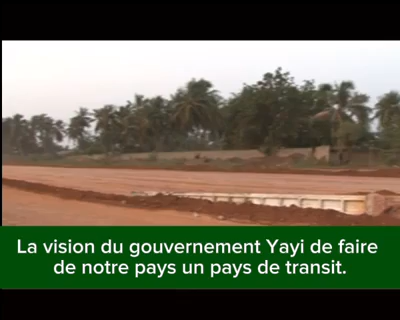 La vision du gouvernement Yayi de faire
de notre pays un pays de transit.